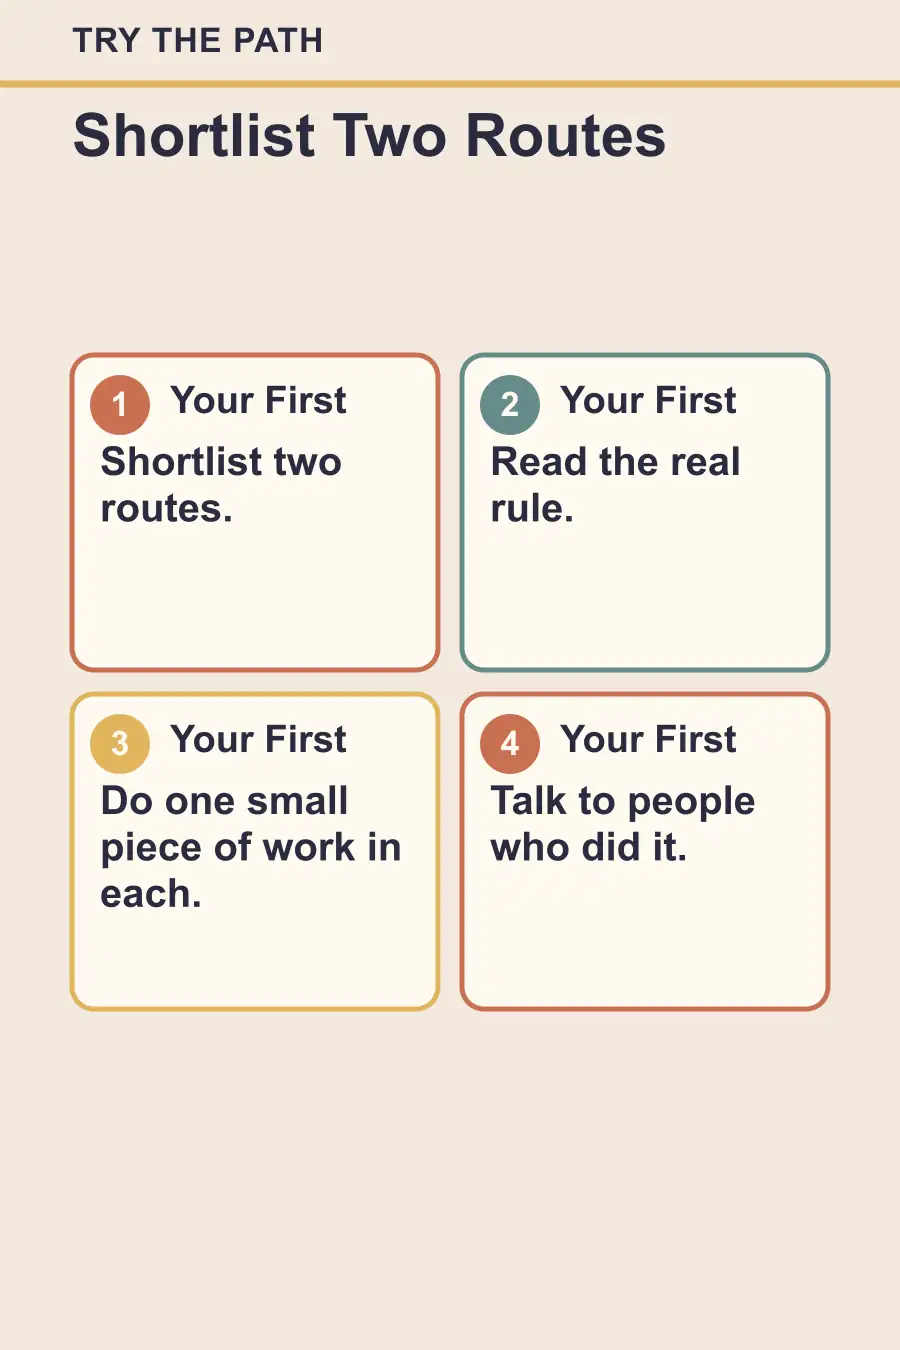 TRY THE PATH
Shortlist Two Routes
1 Your First
Shortlist two
routes.
2 Your First
Read the real
rule.
3 Your First
Do one small
piece of work in
each.
4 Your First
Talk to people
who did it.